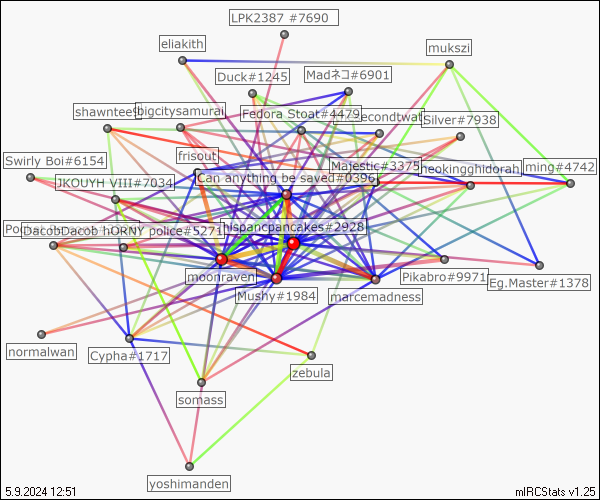 LPK2387 #7690
eliakith
mukszi
Duck#1245
Madネコ#6901
shawntee
bigcitysamurai
Fedora Stoat#4479
secondtwat
Silver#7938
frisout
Majestic#3375
Swirly Boi#6154
JKOUYH VIII#7034
can anything be saved#0396
heokingghidorah
ming#4742
DacobDacob hORNY police#5271
hispancpancakes#2928
moonraven
Mushy#1984
marcemadness
Pikabro#9971
Eg.Master#1378
normalwan
Cypha#1717
zebula
somass
yoshimanden
5.9.2024 12:51
mIRCStats v1.25